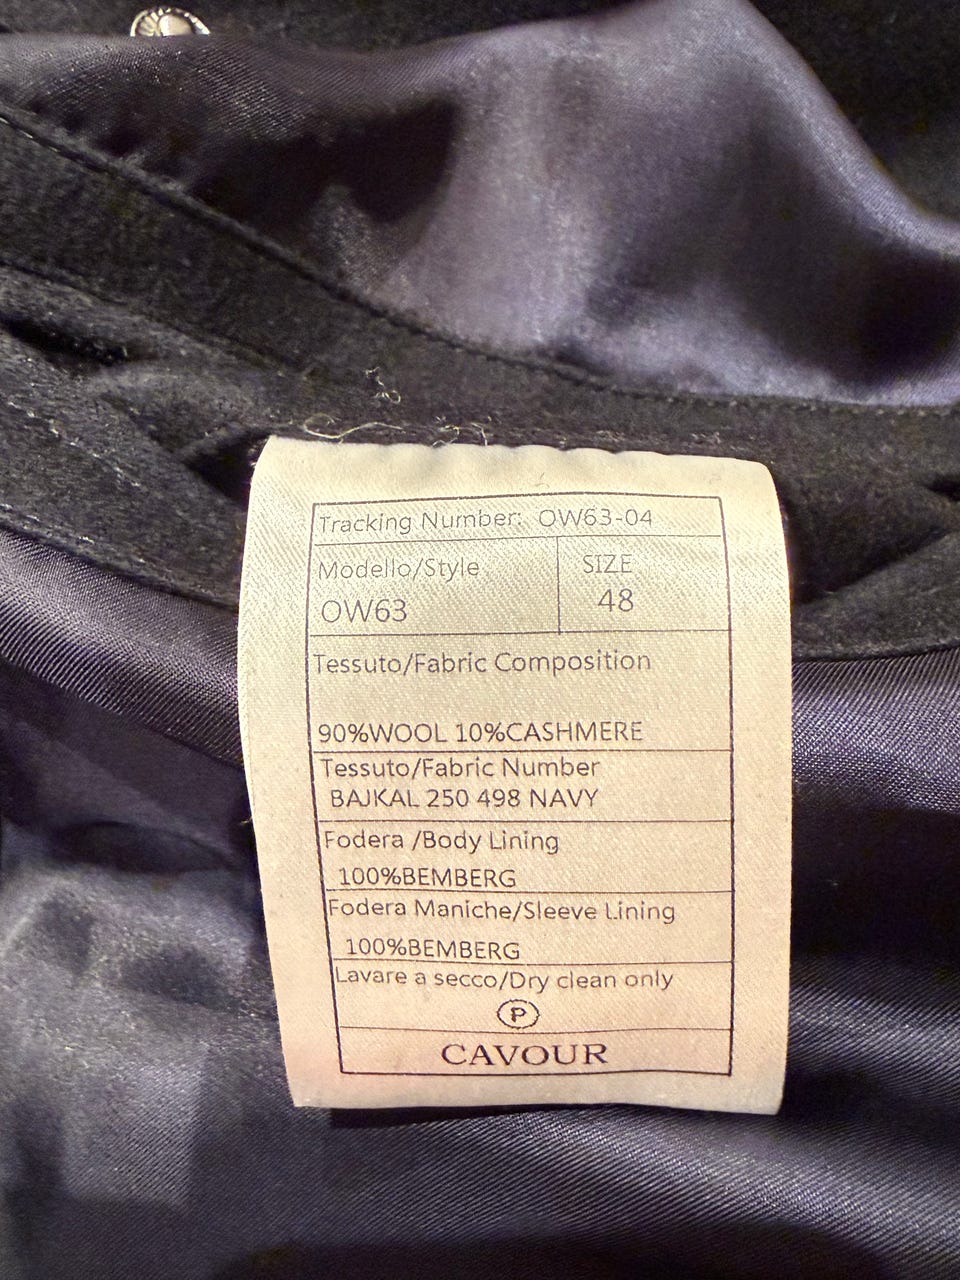 Tracking Number: OW63-04
Modello/Style
SIZE
OW63
48
Tessuto/Fabric Composition
90%WOOL 10%CASHMERE
Tessuto/Fabric Number
BAJKAL 250 498 NAVY
Fodera /Body Lining
100%BEMBERG
Fodera Maniche/Sleeve Lining
100%BEMBERG
Lavare a secco/Dry clean only
P
CAVOUR